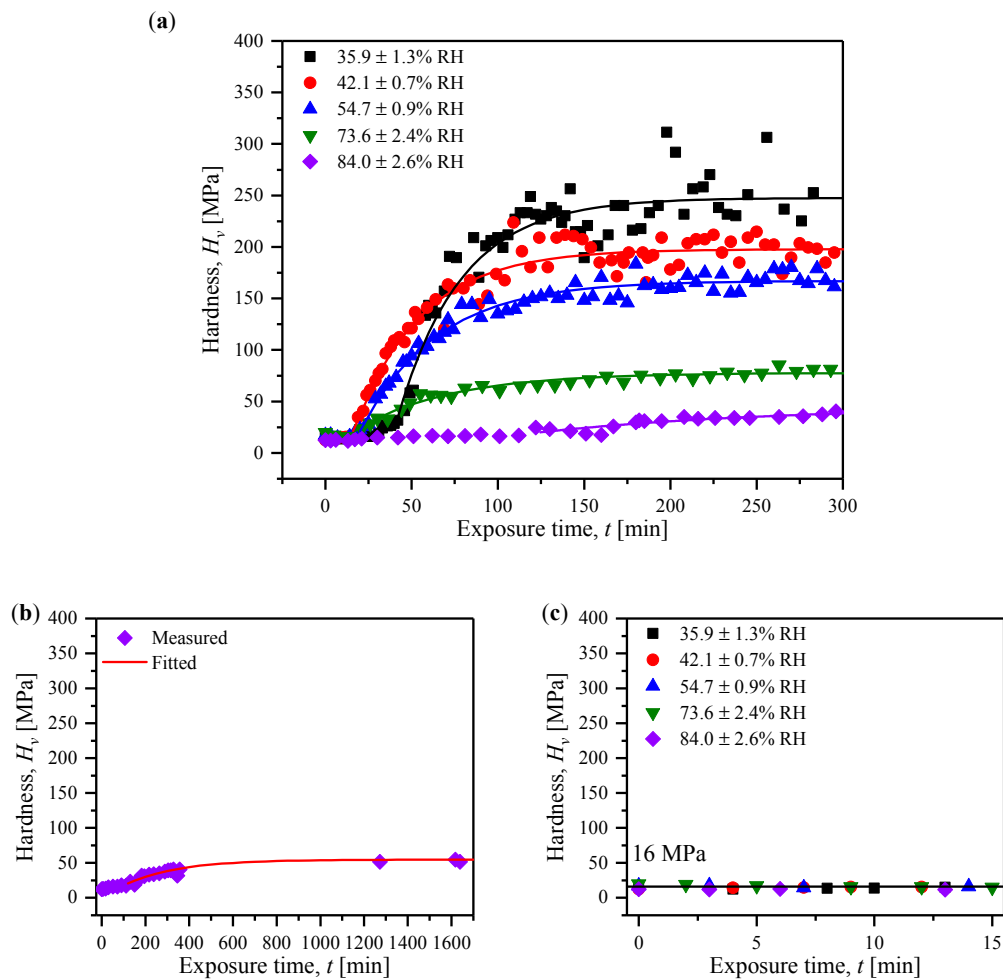 (a)
400
350
300
250
200
150
100
50
0
Hardness, Hv [MPa]
35.9 ± 1.3% RH
42.1 ± 0.7% RH
54.7 ± 0.9% RH
73.6 ± 2.4% RH
84.0 ± 2.6% RH
0 50 100 150 200 250 300
Exposure time, t [min]
(b)
400
350
300
250
200
150
100
50
0
Hardness, Hv [MPa]
Measured
Fitted
0 200 400 600 800 1000 1200 1400 1600
Exposure time, t [min]
(c)
400
350
300
250
200
150
100
50
0
Hardness, Hv [MPa]
35.9 ± 1.3% RH
42.1 ± 0.7% RH
54.7 ± 0.9% RH
73.6 ± 2.4% RH
84.0 ± 2.6% RH
16 MPa
0 5 10 15
Exposure time, t [min]